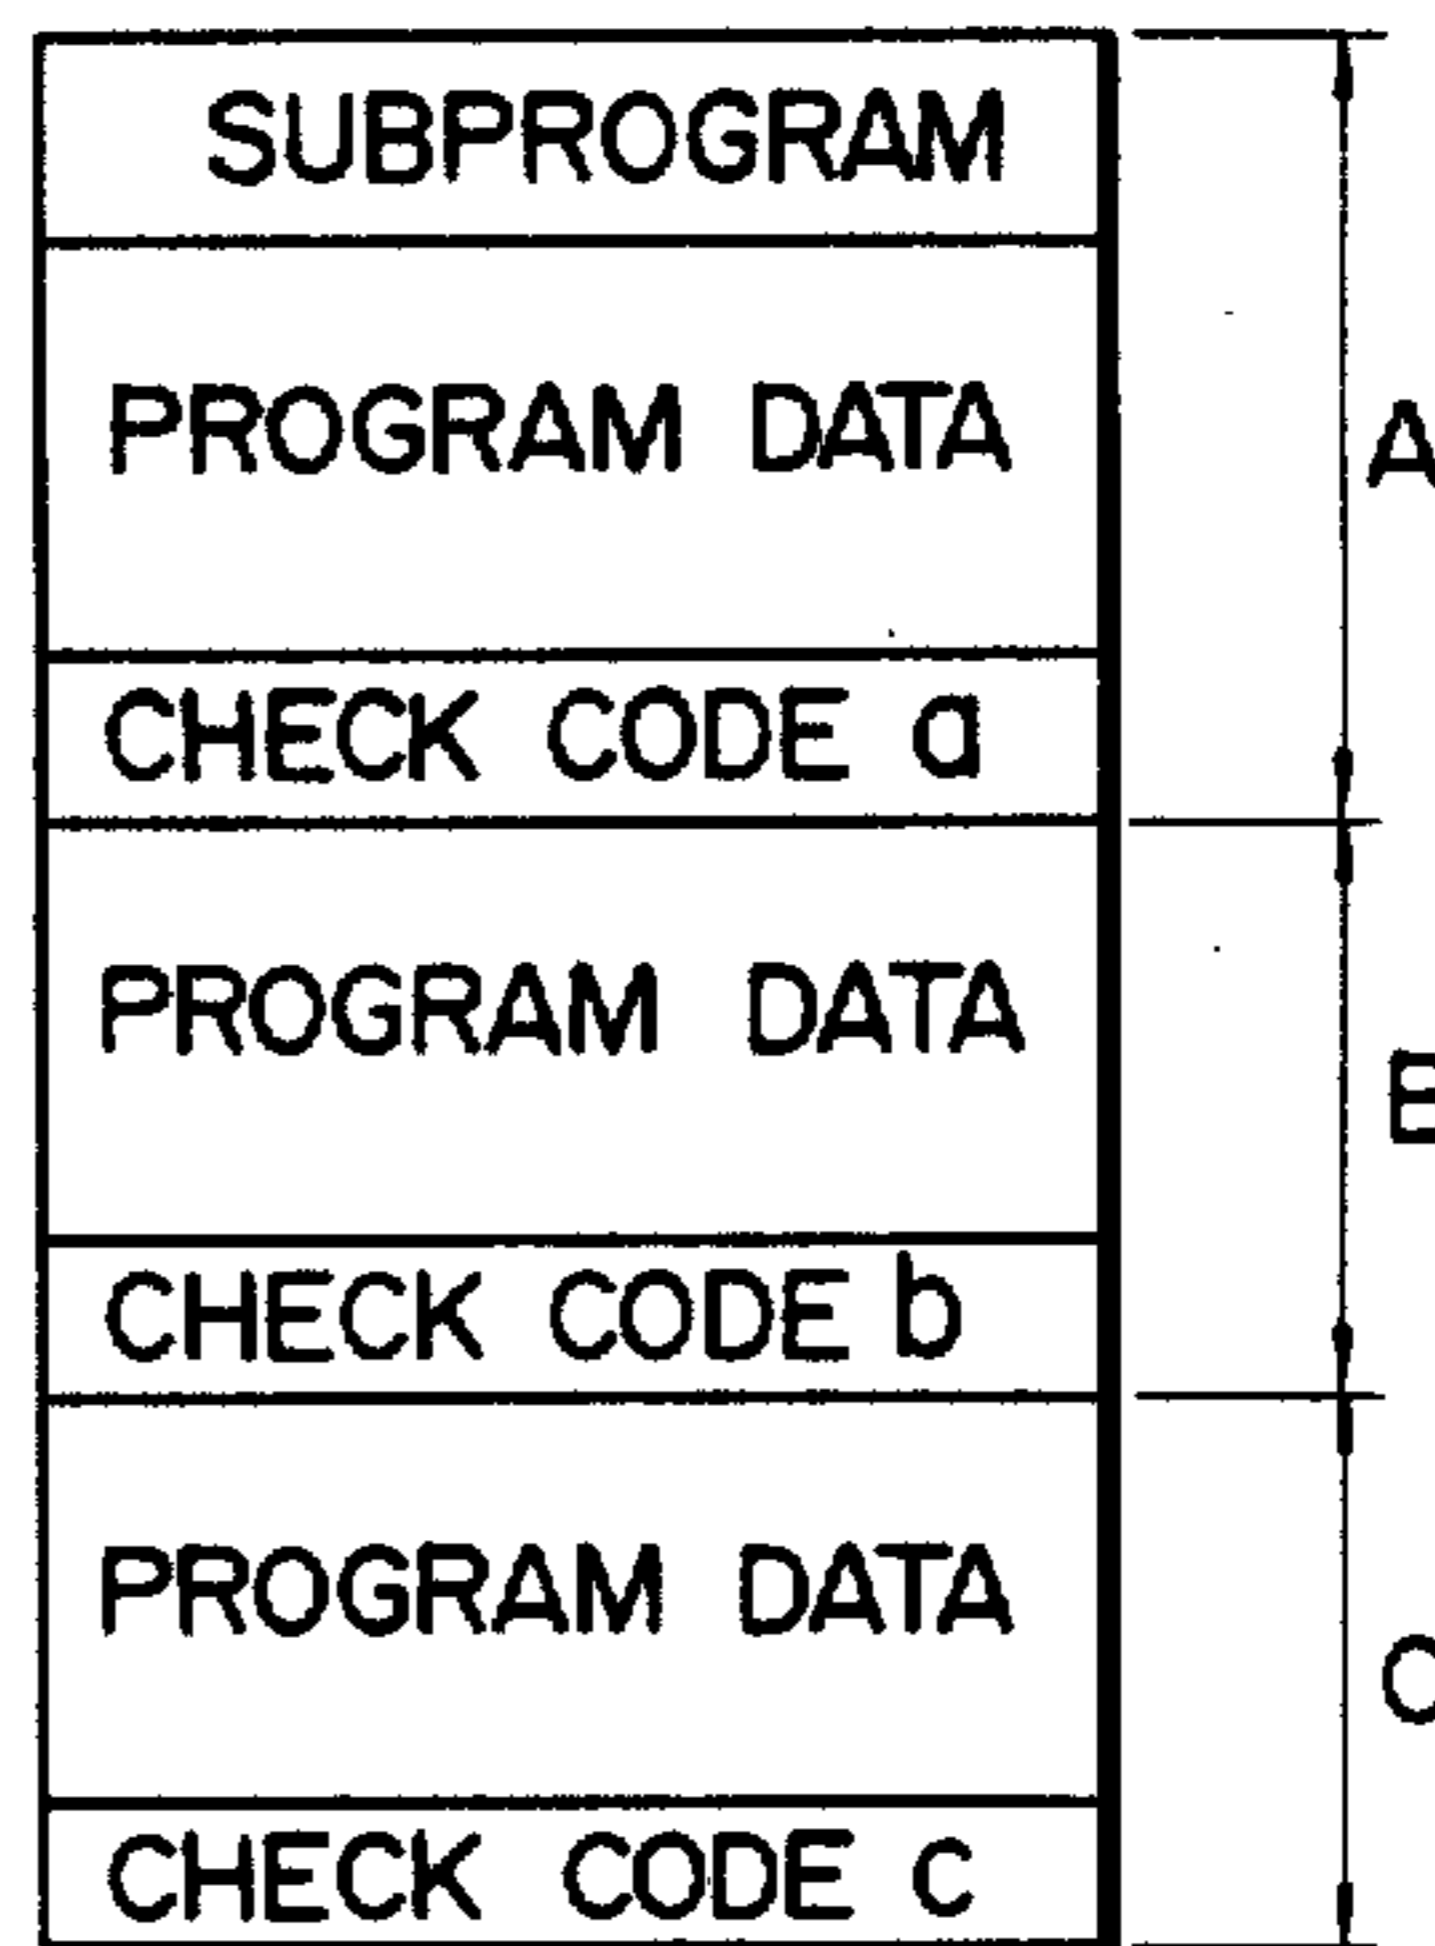 SUBPROGRAM
PROGRAM DATA
A
CHECK CODE a
PROGRAM DATA
B
CHECK CODE b
PROGRAM DATA
C
CHECK CODE c